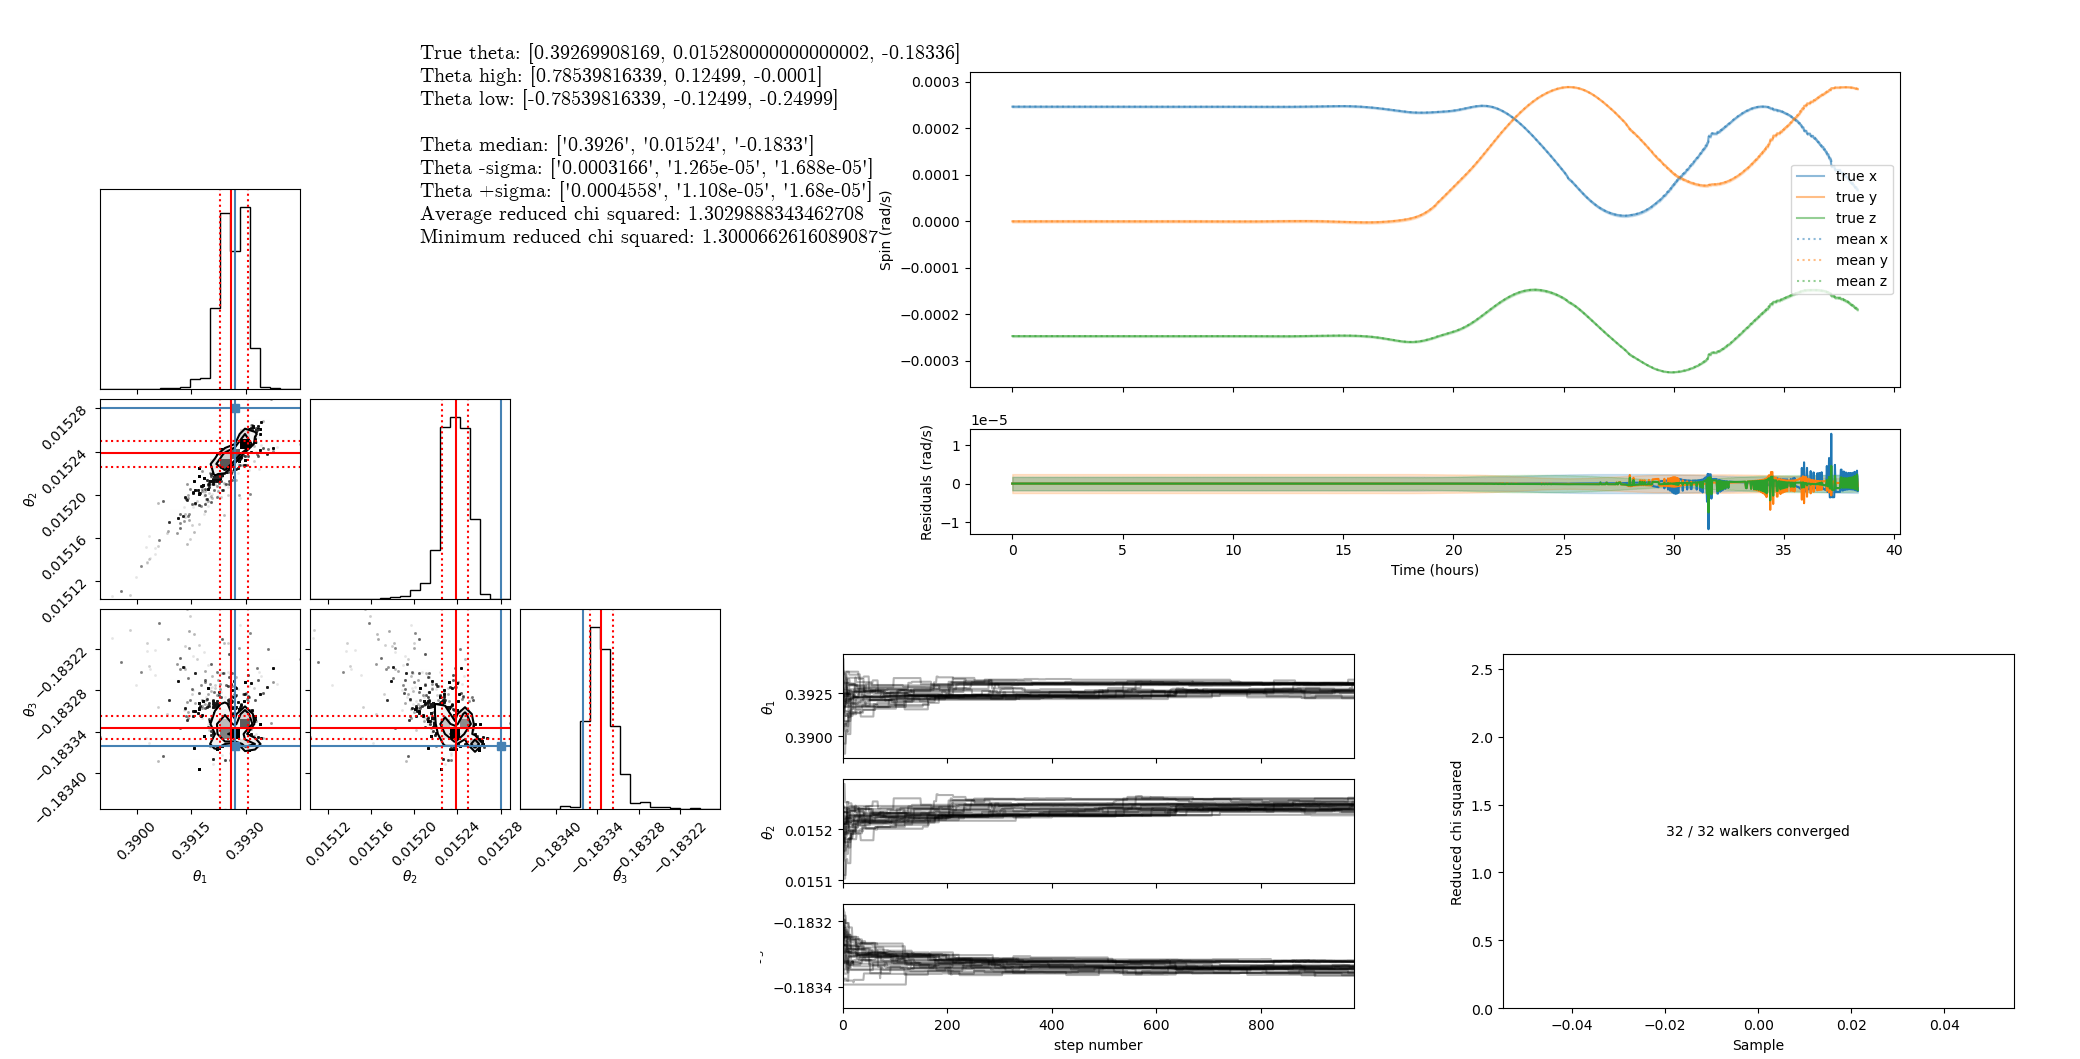 True theta: [0.39269908169, 0.015280000000000002, -0.18336]
Theta high: [0.78539816339, 0.12499, -0.0001]
Theta low: [-0.78539816339, -0.12499, -0.24999]
Theta median: ['0.3926', '0.01524', '-0.1833']
Theta -sigma: ['0.0003166', '1.265e-05', '1.688e-05']
Theta +sigma: ['0.0004558', '1.108e-05', '1.68e-05']
Average reduced chi squared: 1.3029888343462708
Minimum reduced chi squared: 1.3000662616089087
0.01528
0.01524
0.01520
0.01516
0.01512
θ2
−0.18322
−0.18328
−0.18334
−0.18340
θ3
0.3900
0.3915
0.3930
θ1
0.01512
0.01516
0.01520
0.01524
0.01528
θ2
−0.18340
−0.18334
−0.18328
−0.18322
θ3
0.0003
0.0002
0.0001
0.0000
−0.0001
−0.0002
−0.0003
Spin (rad/s)
true x
true y
true z
mean x
mean y
mean z
1e−5
1
0
−1
Residuals (rad/s)
0
5
10
15
20
25
30
35
40
Time (hours)
0.3925
0.3900
θ1
0.0152
0.0151
θ2
−0.1832
−0.1834
0
200
400
600
800
step number
2.5
2.0
1.5
1.0
0.5
0.0
Reduced chi squared
32 / 32 walkers converged
−0.04
−0.02
0.00
0.02
0.04
Sample